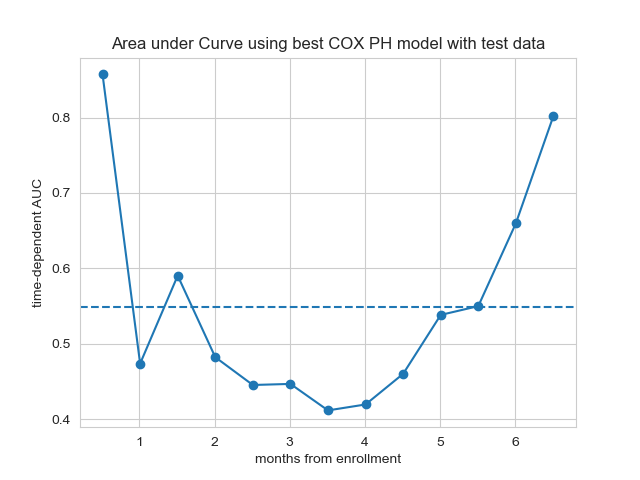 Area under Curve using best COX PH model with test data
time-dependent AUC
0.8
0.7
0.6
0.5
0.4
1 2 3 4 5 6
months from enrollment